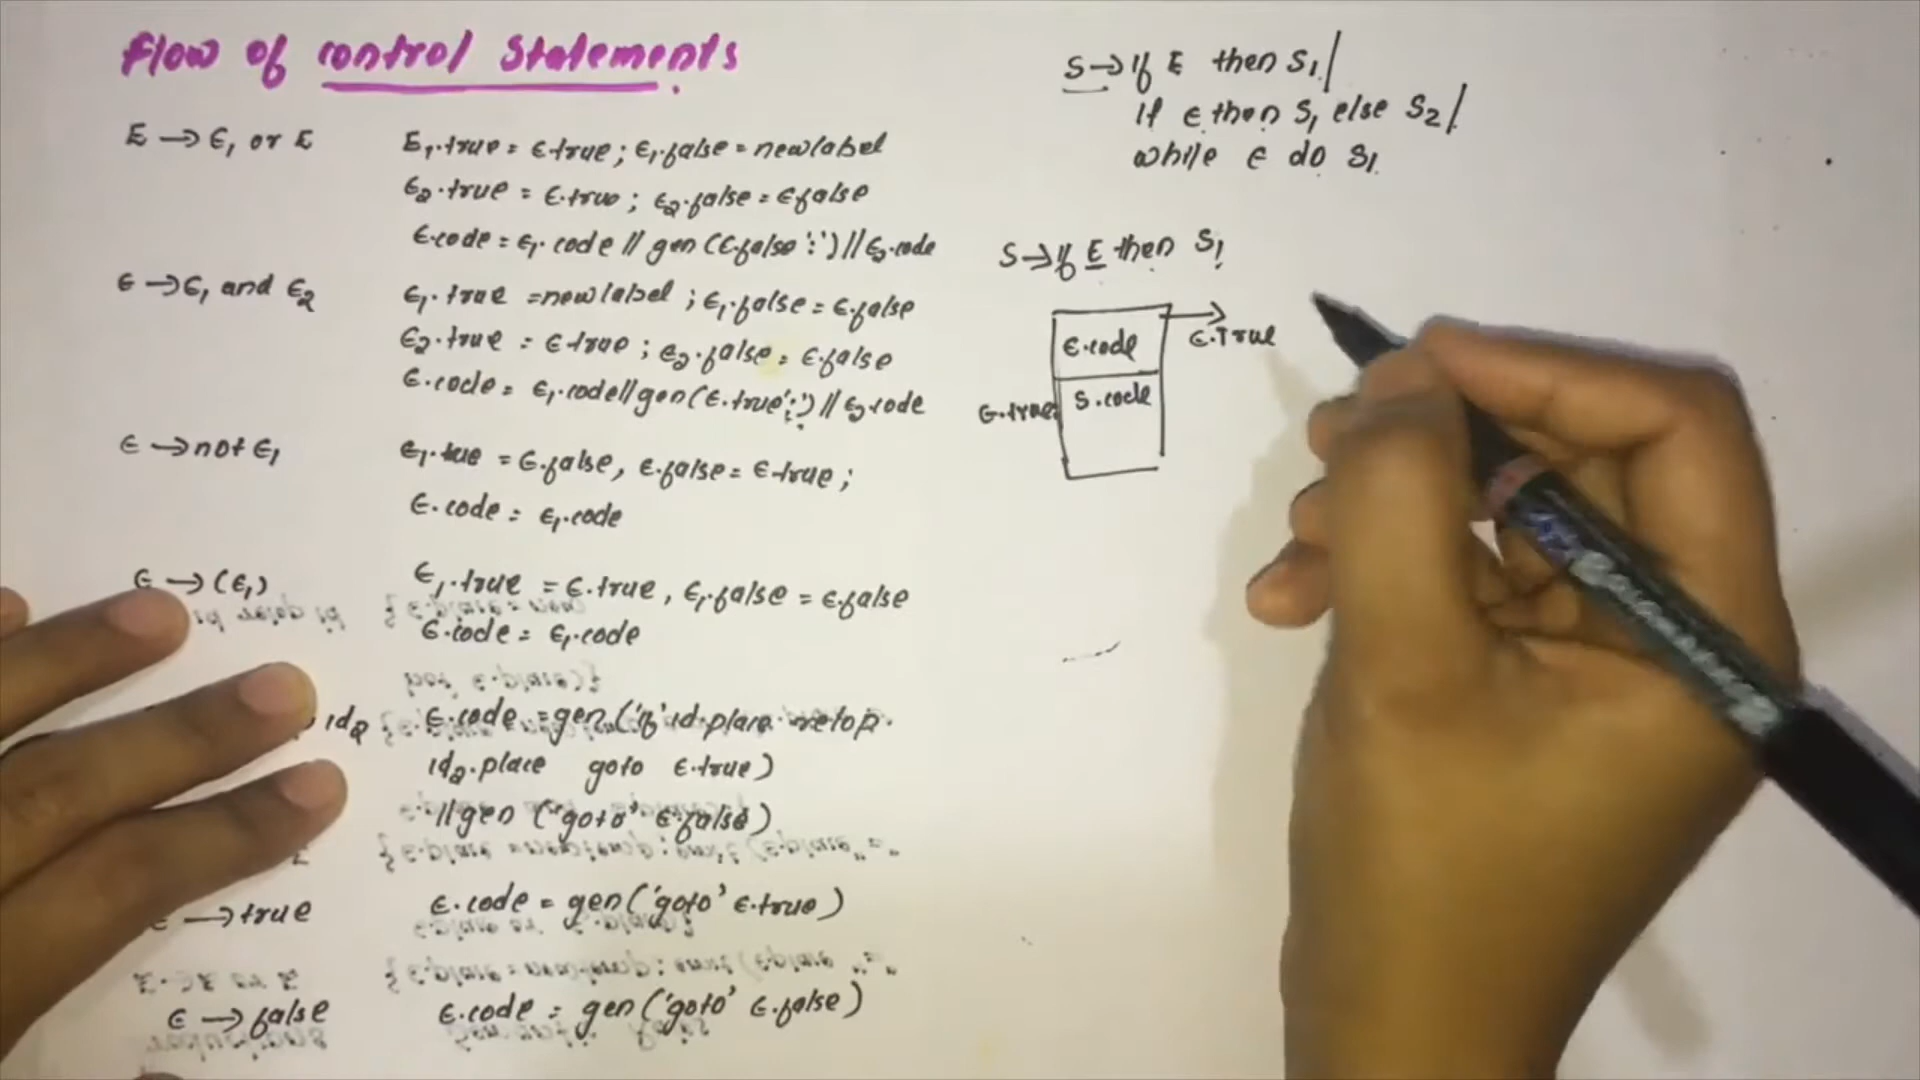 Flow of control Statements.
E → E1 or E
E1.true = E.true; E1.false = newlabel
E2.true = E.true; E2.false = E.false
E.code = E1.code // gen(E.false ':') // E2.code
E → E1 and E2
E1.true = newlabel; E1.false = E.false
E2.true = E.true; E2.false = E.false
E.code = E1.code // gen(E.true ':') // E2.code
E → not E1
E1.true = E.false, E.false = E.true;
E.code = E1.code
E → (E1)
E1.true = E.true, E1.false = E.false
E.code = E1.code
id2
E.code = gen('if' id.place relop.
id2.place goto E.true)
// gen ('goto' E.false)
E → true
E.code = gen('goto' E.true)
E → false
E.code = gen('goto' E.false)
S → if E then S1 |
if E then S1 else S2 |
while E do S1
S → if E then S1
E.code
E.True
E.true:
S.code